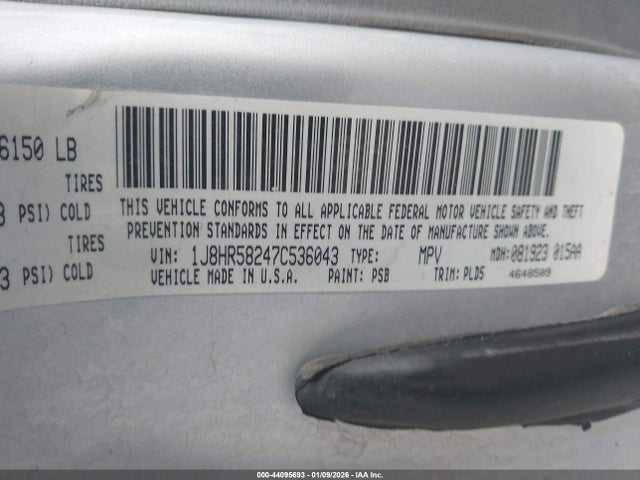 6150 LB
TIRES
PSI) COLD
TIRES
3 PSI) COLD
THIS VEHICLE CONFORMS TO ALL APPLICABLE FEDERAL MOTOR VEHICLE SAFETY AND THEFT
PREVENTION STANDARDS IN EFFECT ON THE DATE OF MANUFACTURE SHOWN ABOVE.
VIN: 1J8HR58247C536043 TYPE: MPV MDH: 081923 015AA
VEHICLE MADE IN U.S.A. PAINT: PSB TRIM: PLD5 4648509
000-44095693 - 01/09/2026 - © IAA, Inc.